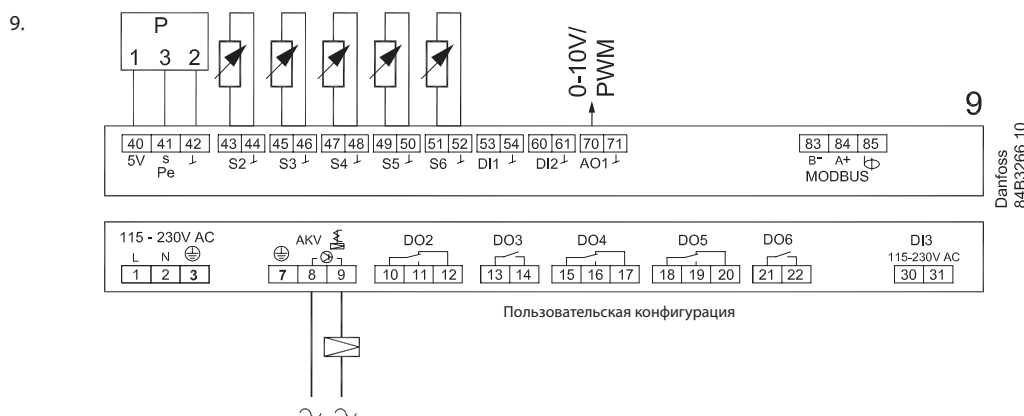 9.
P
1 3 2
0-10V/
PWM
9
40 41 42 43 44 45 46 47 48 49 50 51 52 53 54 60 61 70 71 83 84 85
5V s S2 S3 S4 S5 S6 DI1 DI2 AO1 B- A+
Pe MODBUS
Danfoss
84B3266.10
115 - 230V AC AKV DO2 DO3 DO4 DO5 DO6 DI3
L N 115-230V AC
1 2 3 7 8 9 10 11 12 13 14 15 16 17 18 19 20 21 22 30 31
Пользовательская конфигурация